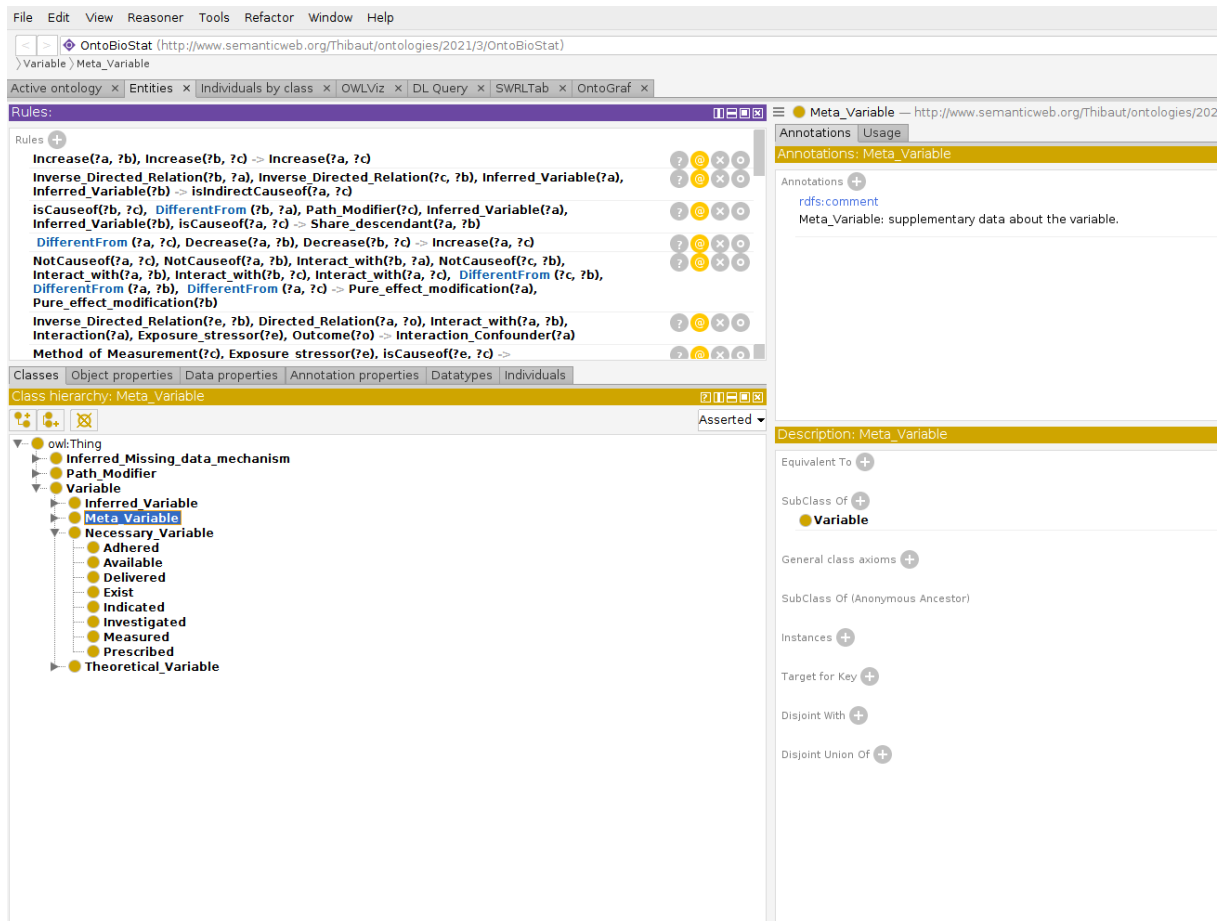 File Edit View Reasoner Tools Refactor Window Help
< > OntoBioStat (http://www.semanticweb.org/Thibaut/ontologies/2021/3/OntoBioStat)
〉Variable 〉Meta_Variable
Active ontology × Entities × Individuals by class × OWLViz × DL Query × SWRLTab × OntoGraf ×
Rules:
Rules
Increase(?a, ?b), Increase(?b, ?c) -> Increase(?a, ?c)
Inverse_Directed_Relation(?b, ?a), Inverse_Directed_Relation(?c, ?b), Inferred_Variable(?a),
Inferred_Variable(?b) -> isIndirectCauseof(?a, ?c)
isCauseof(?b, ?c), DifferentFrom (?b, ?a), Path_Modifier(?c), Inferred_Variable(?a),
Inferred_Variable(?b), isCauseof(?a, ?c) -> Share_descendant(?a, ?b)
DifferentFrom (?a, ?c), Decrease(?a, ?b), Decrease(?b, ?c) -> Increase(?a, ?c)
NotCauseof(?a, ?c), NotCauseof(?a, ?b), Interact_with(?b, ?a), NotCauseof(?c, ?b),
Interact_with(?a, ?b), Interact_with(?b, ?c), Interact_with(?a, ?c), DifferentFrom (?c, ?b),
DifferentFrom (?a, ?b), DifferentFrom (?a, ?c) -> Pure_effect_modification(?a),
Pure_effect_modification(?b)
Inverse_Directed_Relation(?e, ?b), Directed_Relation(?a, ?o), Interact_with(?a, ?b),
Interaction(?a), Exposure_stressor(?e), Outcome(?o) -> Interaction_Confounder(?a)
Method_of_Measurement(?c), Exposure_stressor(?e), isCauseof(?e, ?c) ->
Classes Object properties Data properties Annotation properties Datatypes Individuals
Class hierarchy: Meta_Variable
Asserted
owl:Thing
Inferred_Missing_data_mechanism
Path_Modifier
Variable
Inferred_Variable
Meta_Variable
Necessary_Variable
Adhered
Available
Delivered
Exist
Indicated
Investigated
Measured
Prescribed
Theoretical_Variable
Meta_Variable — http://www.semanticweb.org/Thibaut/ontologies/202
Annotations Usage
Annotations: Meta_Variable
Annotations
rdfs:comment
Meta_Variable: supplementary data about the variable.
Description: Meta_Variable
Equivalent To
SubClass Of
Variable
General class axioms
SubClass Of (Anonymous Ancestor)
Instances
Target for Key
Disjoint With
Disjoint Union Of